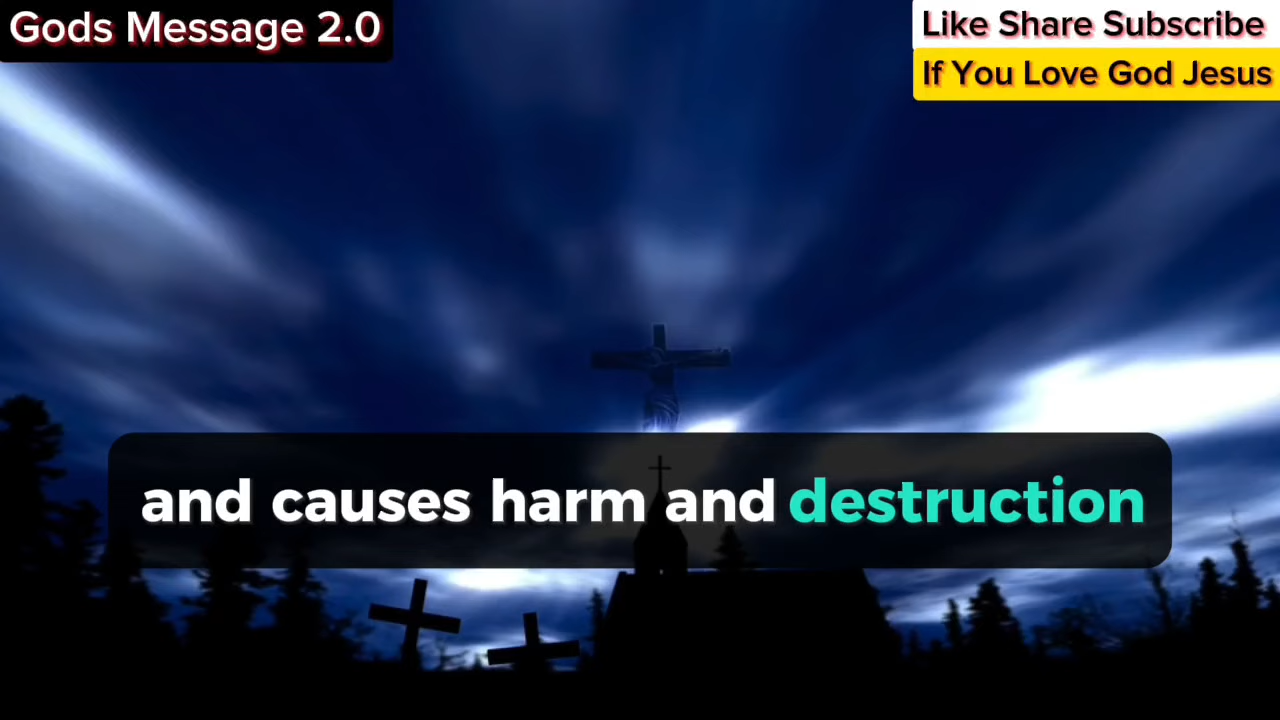 Gods Message 2.0
Like Share Subscribe
If You Love God Jesus
and causes harm and destruction